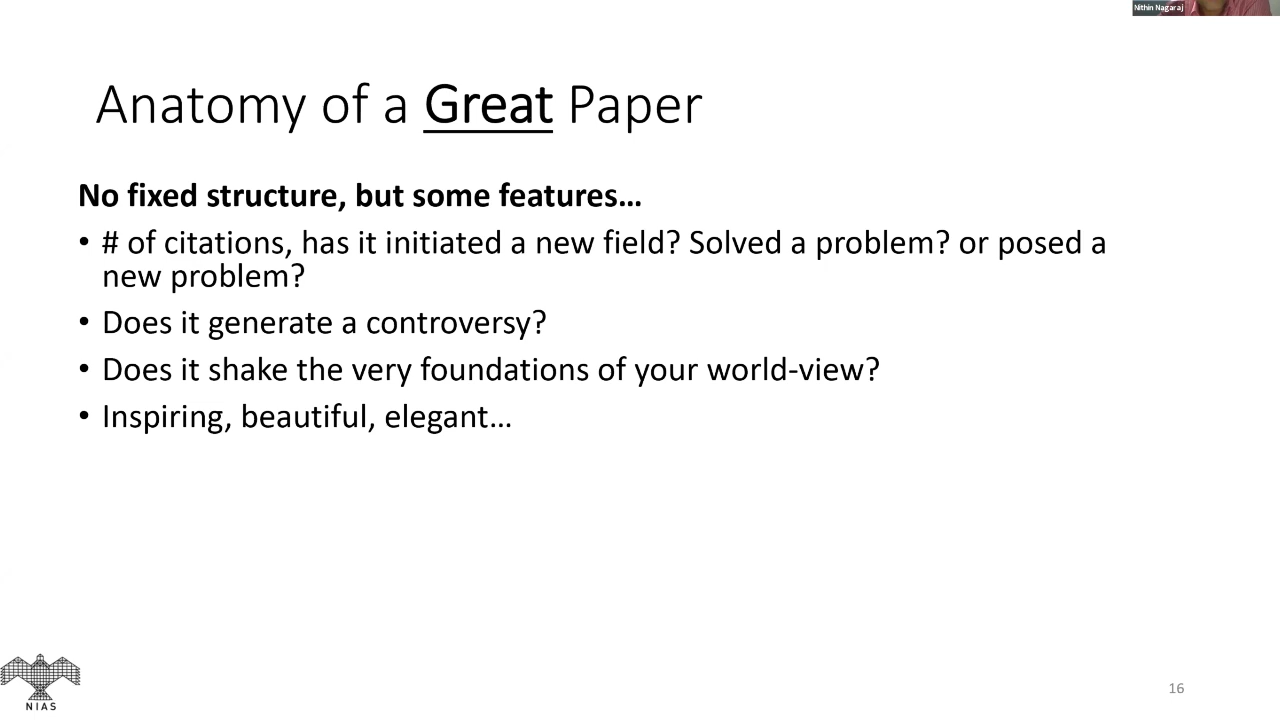 Nithin Nagaraj
Anatomy of a Great Paper
No fixed structure, but some features...
• # of citations, has it initiated a new field? Solved a problem? or posed a
new problem?
• Does it generate a controversy?
• Does it shake the very foundations of your world-view?
• Inspiring, beautiful, elegant...
NIAS
16